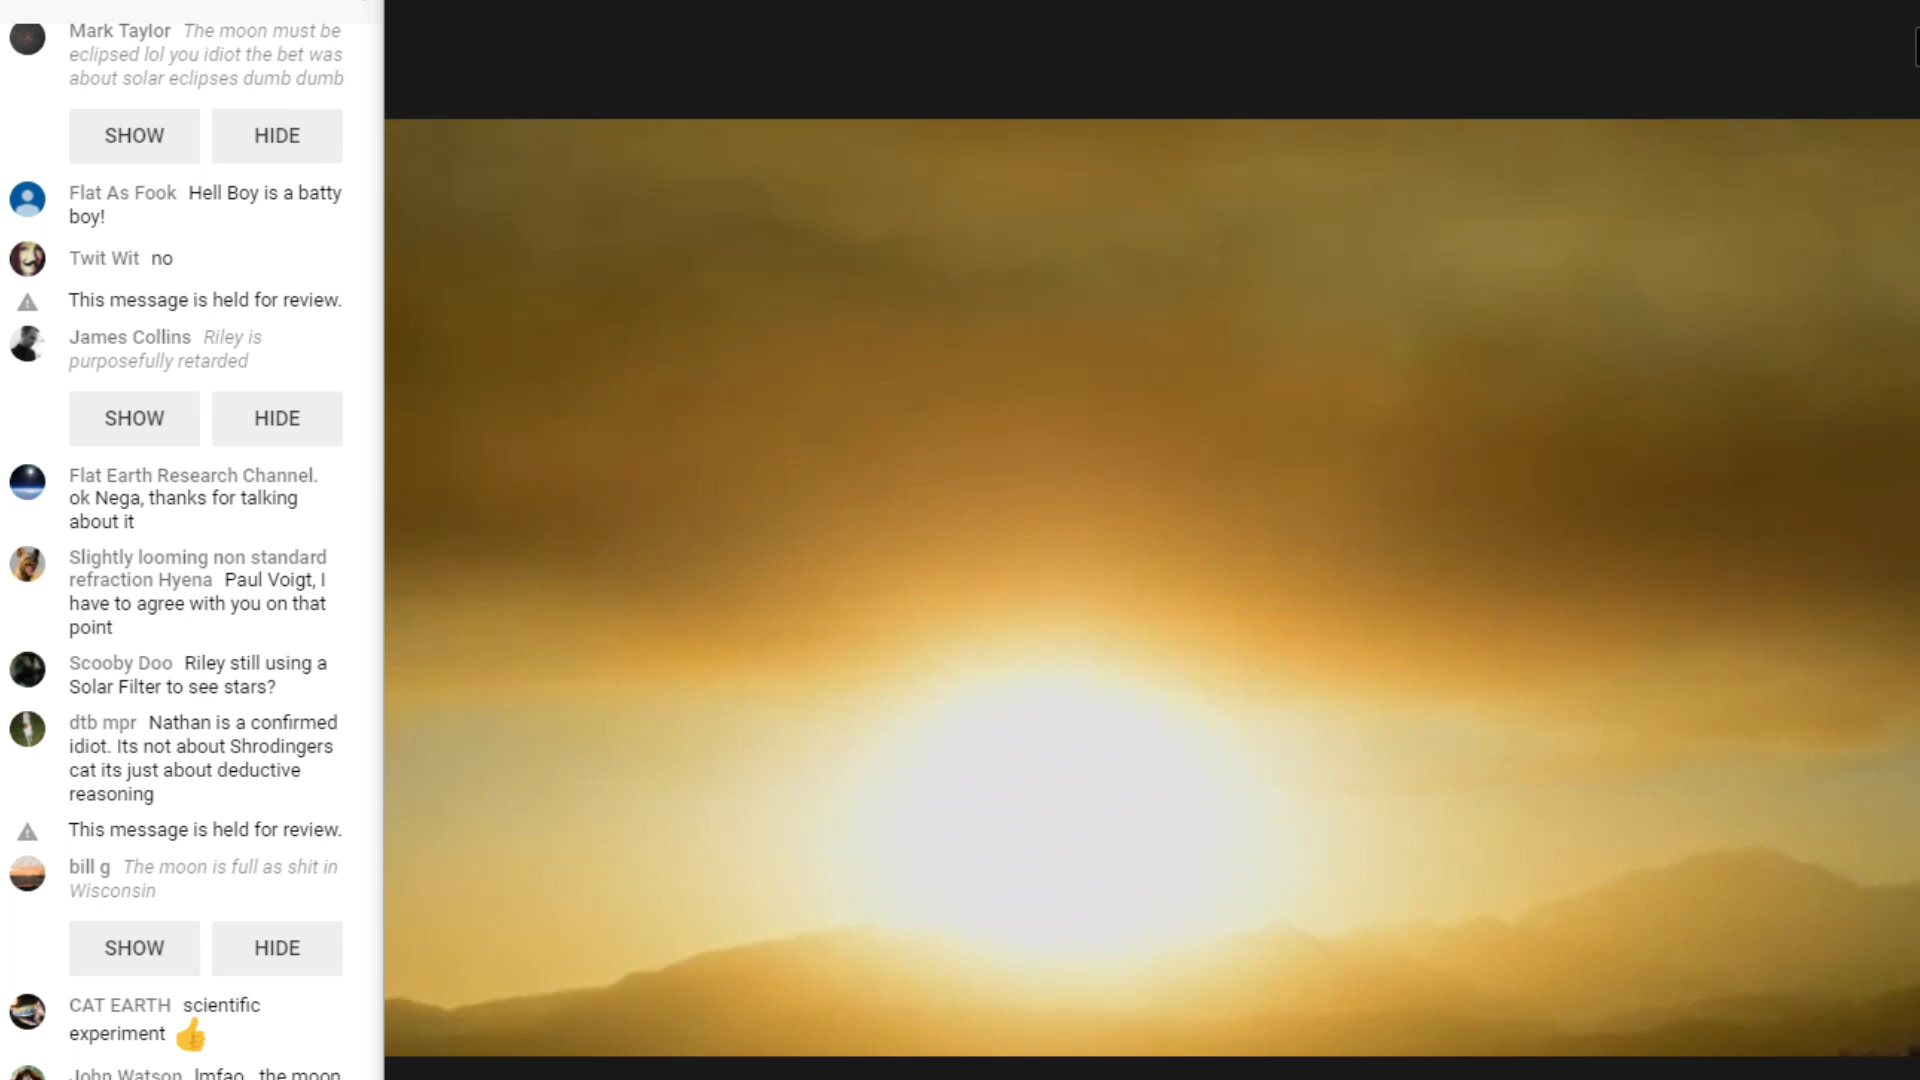 Mark Taylor The moon must be
eclipsed lol you idiot the bet was
about solar eclipses dumb dumb
SHOW HIDE
Flat As Fook Hell Boy is a batty
boy!
Twit Wit no
This message is held for review.
James Collins Riley is
purposefully retarded
SHOW HIDE
Flat Earth Research Channel.
ok Nega, thanks for talking
about it
Slightly looming non standard
refraction Hyena Paul Voigt, I
have to agree with you on that
point
Scooby Doo Riley still using a
Solar Filter to see stars?
dtb mpr Nathan is a confirmed
idiot. Its not about Shrodingers
cat its just about deductive
reasoning
This message is held for review.
bill g The moon is full as shit in
Wisconsin
SHOW HIDE
CAT EARTH scientific
experiment
John Watson lmfao the moon